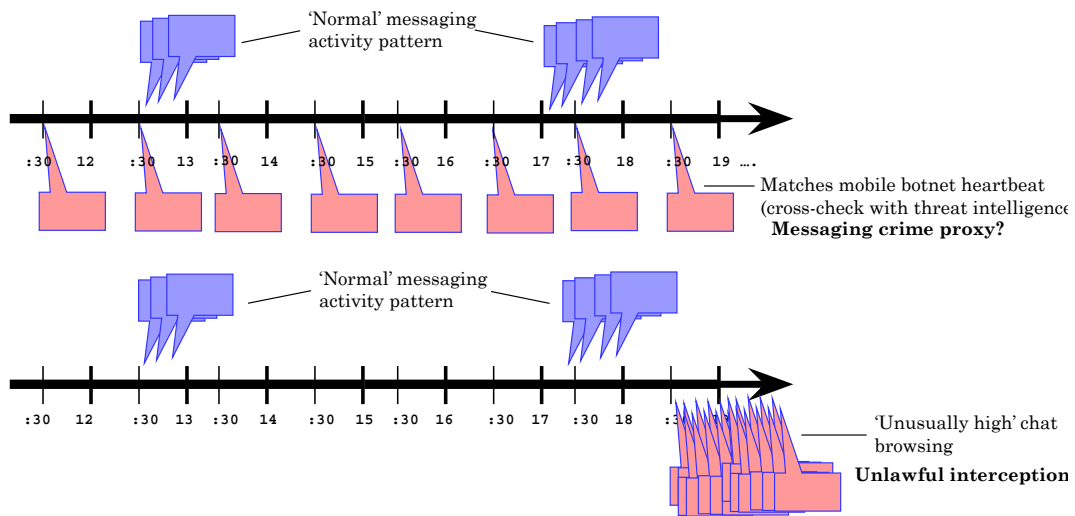 ‘Normal’ messaging
activity pattern
:30 12 :30 13 :30 14 :30 15 :30 16 :30 17 :30 18 :30 19 ….
Matches mobile botnet heartbeat
(cross-check with threat intelligence
Messaging crime proxy?
‘Normal’ messaging
activity pattern
:30 12 :30 13 :30 14 :30 15 :30 16 :30 17 :30 18
‘Unusually high’ chat
browsing
Unlawful interception